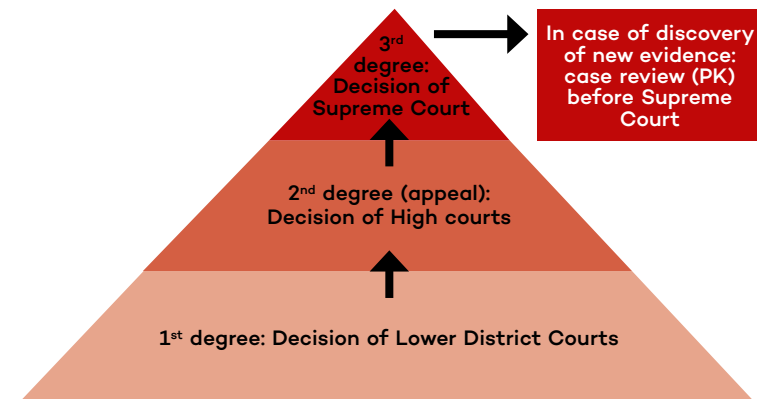 3rd
degree:
Decision of
Supreme Court
In case of discovery
of new evidence:
case review (PK)
before Supreme
Court
2nd degree (appeal):
Decision of High courts
1st degree: Decision of Lower District Courts